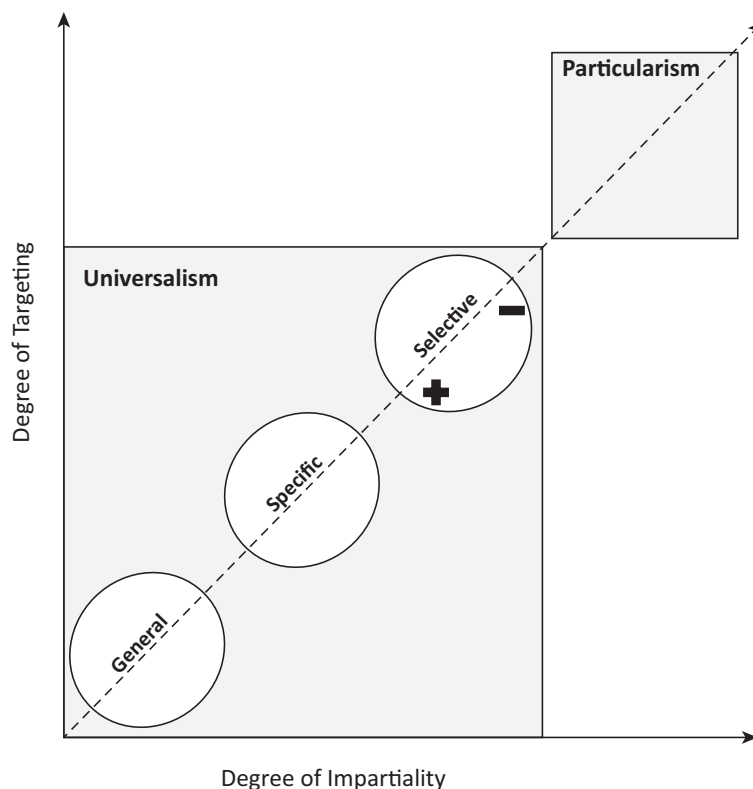 Particularism
Universalism
Selective
−
+
Specific
General
Degree of Targeting
Degree of Impartiality